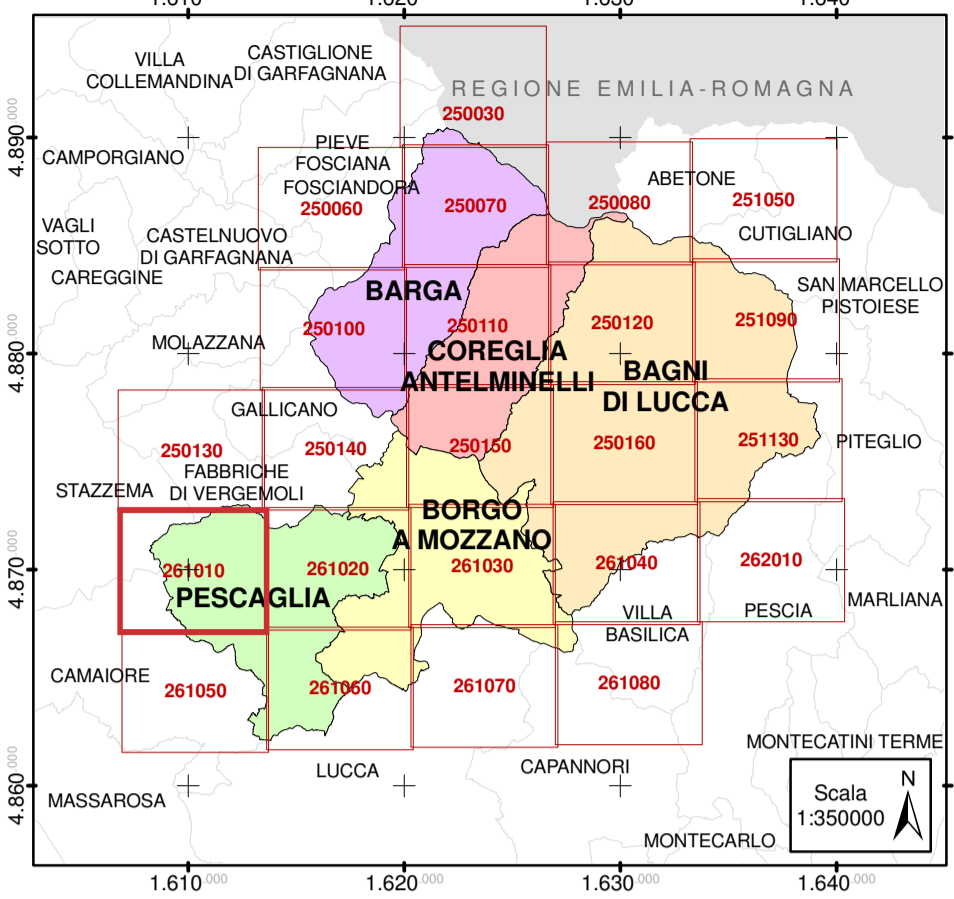 1.610 1.620 1.630 1.640
VILLA
COLLEMANDINA
CASTIGLIONE
DI GARFAGNANA
REGIONE EMILIA-ROMAGNA
250030
4.890.000
CAMPORGIANO
PIEVE
FOSCIANA
FOSCIANDORA
250060
250070
250080
ABETONE
251050
CUTIGLIANO
VAGLI
SOTTO
CAREGGINE
CASTELNUOVO
DI GARFAGNANA
BARGA
SAN MARCELLO
PISTOIESE
250100
250110
250120
251090
4.880.000
MOLAZZANA
COREGLIA
ANTELMINELLI
BAGNI
DI LUCCA
GALLICANO
250130
250140
250150
250160
251130
PITEGLIO
STAZZEMA
FABBRICHE
DI VERGEMOLI
BORGO
A MOZZANO
4.870.000
261010
261020
261030
261040
262010
PESCAGLIA
VILLA
BASILICA
PESCIA
MARLIANA
CAMAIORE
261050
261060
261070
261080
MONTECATINI TERME
LUCCA
CAPANNORI
4.860.000
MASSAROSA
MONTECARLO
Scala
1:350000
N
1.610.000 1.620.000 1.630.000 1.640.000